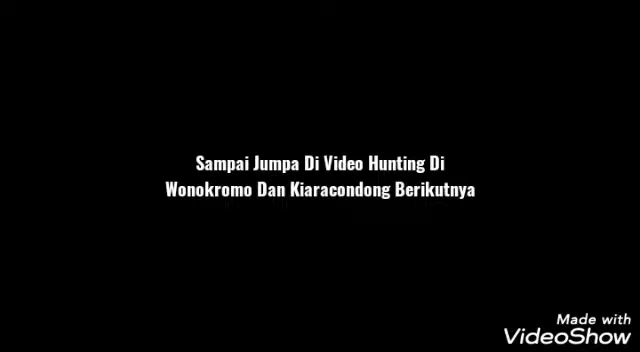 Sampai Jumpa Di Video Hunting Di
Wonokromo Dan Kiaracondong Berikutnya
Made with
VideoShow